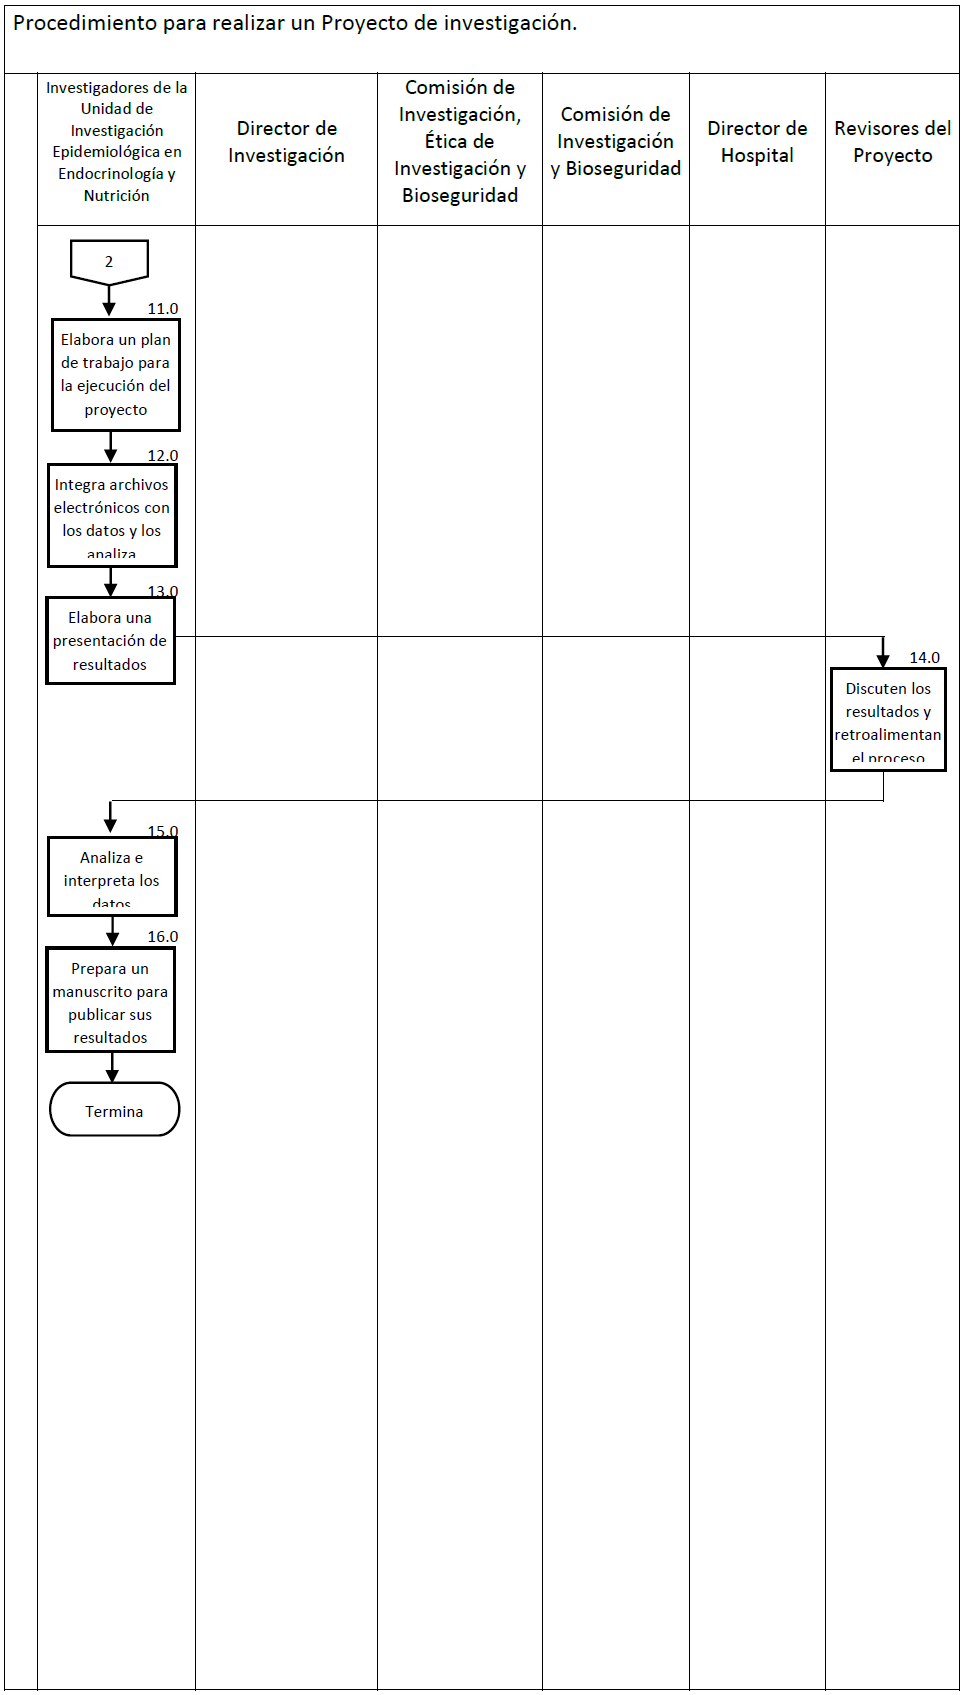 Procedimiento para realizar un Proyecto de investigación.
Investigadores de la
Unidad de
Investigación
Epidemiológica en
Endocrinología y
Nutrición
Director de
Investigación
Comisión de
Investigación,
Ética de
Investigación y
Bioseguridad
Comisión de
Investigación
y Bioseguridad
Director de
Hospital
Revisores del
Proyecto
2
11.0
Elabora un plan
de trabajo para
la ejecución del
proyecto
12.0
Integra archivos
electrónicos con
los datos y los
analiza
13.0
Elabora una
presentación de
resultados
14.0
Discuten los
resultados y
retroalimentan
el proceso
15.0
Analiza e
interpreta los
datos
16.0
Prepara un
manuscrito para
publicar sus
resultados
Termina